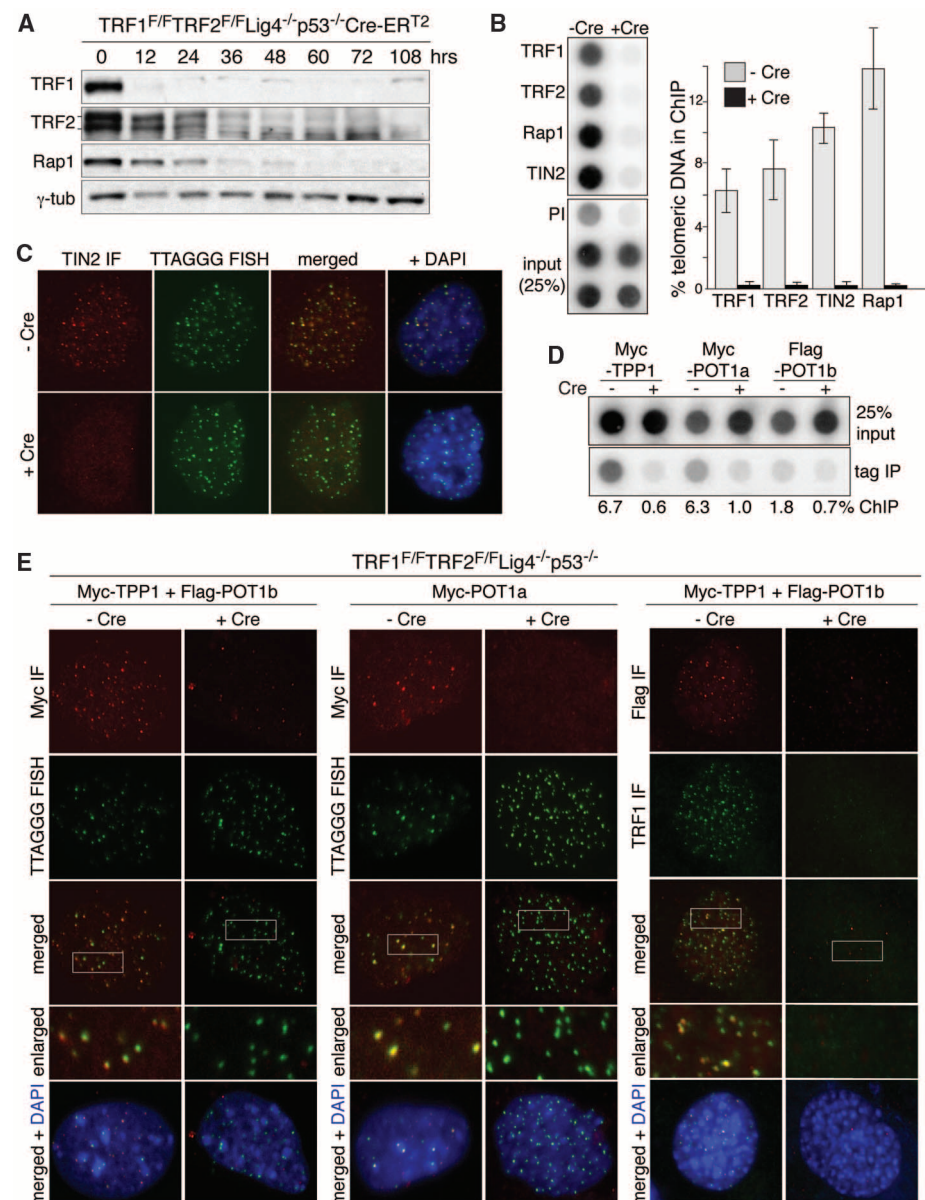 A
TRF1F/FTRF2F/FLig4-/-p53-/-Cre-ERT2
0 12 24 36 48 60 72 108 hrs
TRF1
TRF2
Rap1
γ-tub
B
-Cre +Cre
TRF1
TRF2
Rap1
TIN2
PI
input
(25%)
% telomeric DNA in ChIP
- Cre
+ Cre
12
8
4
0
TRF1 TRF2 TIN2 Rap1
C
TIN2 IF TTAGGG FISH merged + DAPI
- Cre
+ Cre
D
Myc
-TPP1
Myc
-POT1a
Flag
-POT1b
Cre - + - + - +
25%
input
tag IP
6.7 0.6 6.3 1.0 1.8 0.7% ChIP
E
TRF1F/FTRF2F/FLig4-/-p53-/-
Myc-TPP1 + Flag-POT1b
- Cre + Cre
Myc IF
TTAGGG FISH
merged
enlarged
merged + DAPI
Myc-POT1a
- Cre + Cre
Myc IF
TTAGGG FISH
merged
enlarged
merged + DAPI
Myc-TPP1 + Flag-POT1b
- Cre + Cre
Flag IF
TRF1 IF
merged
enlarged
merged + DAPI